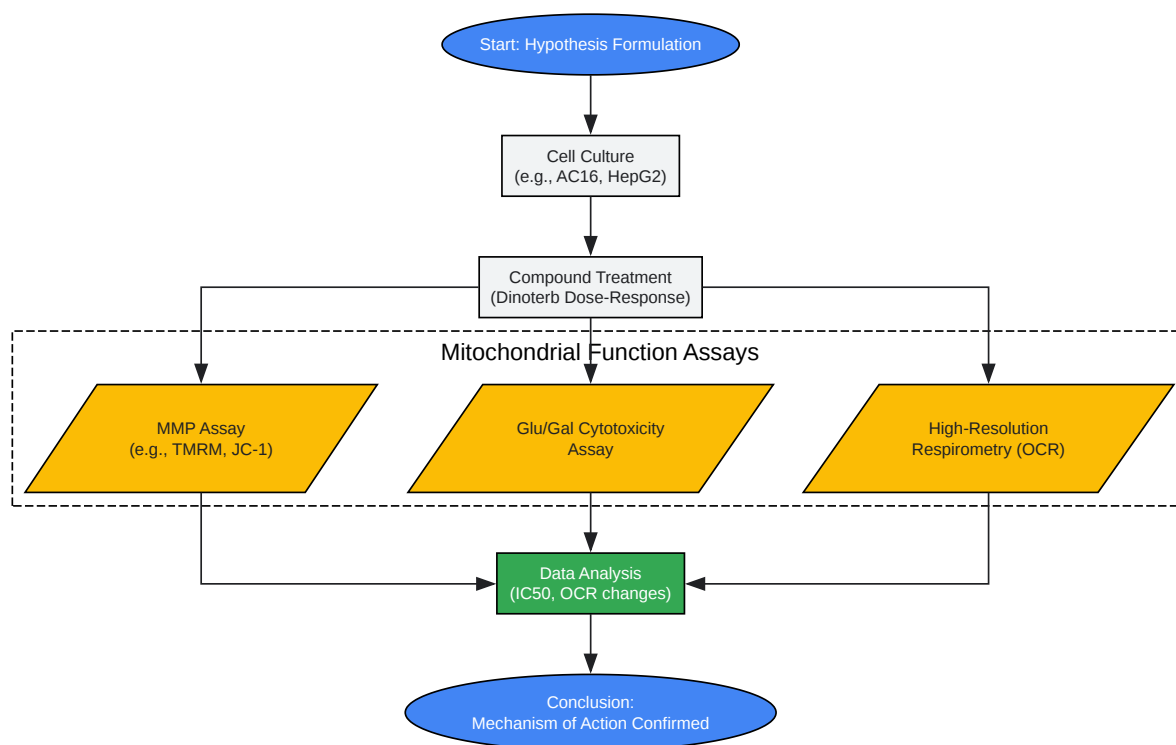 Start: Hypothesis Formulation
Cell Culture
(e.g., AC16, HepG2)
Compound Treatment
(Dinoterb Dose-Response)
Mitochondrial Function Assays
MMP Assay
(e.g., TMRM, JC-1)
Glu/Gal Cytotoxicity
Assay
High-Resolution
Respirometry (OCR)
Data Analysis
(IC50, OCR changes)
Conclusion:
Mechanism of Action Confirmed